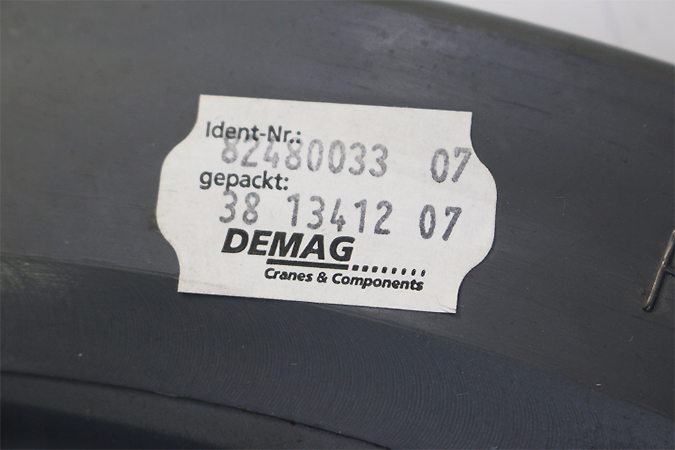 Ident-Nr.:
82480033 07
gepackt:
38 13412 07
DEMAG
Cranes & Components